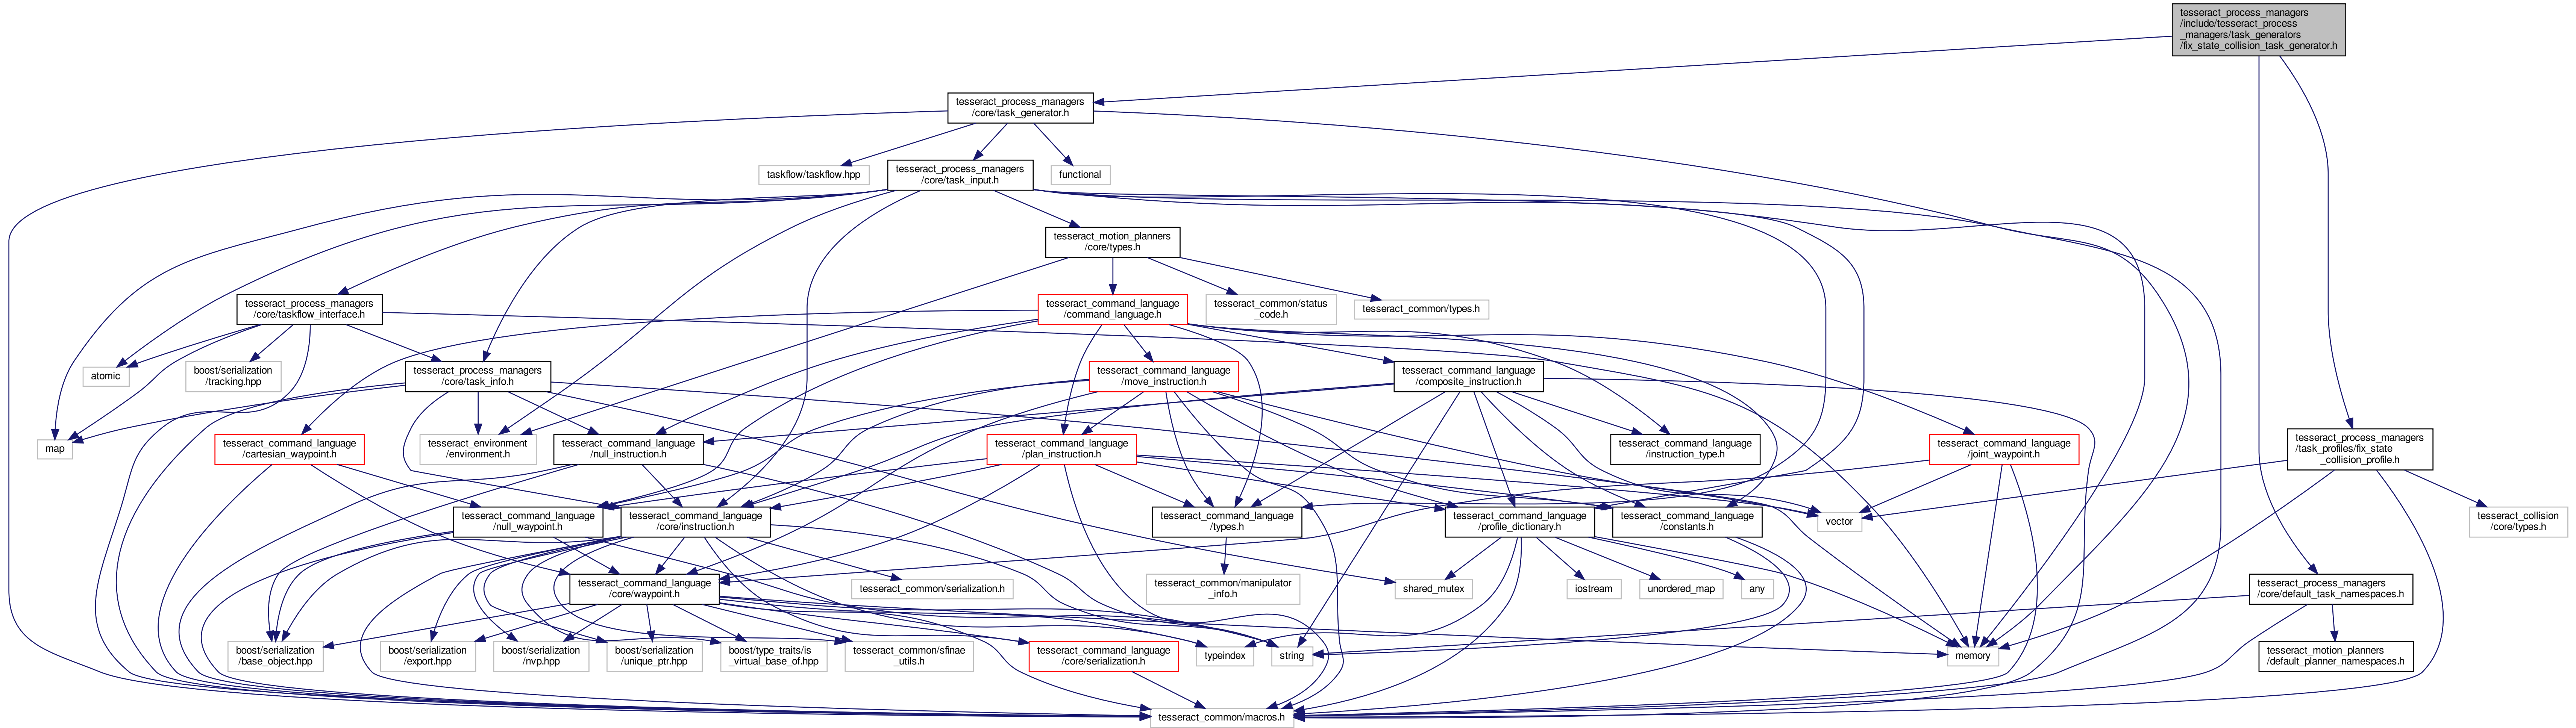 tesseract_process_managers
/include/tesseract_process
_managers/task_generators
/fix_state_collision_task_generator.h
tesseract_process_managers
/core/task_generator.h
taskflow/taskflow.hpp
tesseract_process_managers
/core/task_input.h
functional
tesseract_motion_planners
/core/types.h
tesseract_process_managers
/core/taskflow_interface.h
tesseract_command_language
/command_language.h
tesseract_common/status
_code.h
tesseract_common/types.h
atomic
boost/serialization
/tracking.hpp
tesseract_process_managers
/core/task_info.h
tesseract_command_language
/move_instruction.h
tesseract_command_language
/composite_instruction.h
map
tesseract_command_language
/cartesian_waypoint.h
tesseract_environment
/environment.h
tesseract_command_language
/null_instruction.h
tesseract_command_language
/plan_instruction.h
tesseract_command_language
/instruction_type.h
tesseract_command_language
/joint_waypoint.h
tesseract_process_managers
/task_profiles/fix_state
_collision_profile.h
tesseract_command_language
/null_waypoint.h
tesseract_command_language
/core/instruction.h
tesseract_command_language
/types.h
tesseract_command_language
/profile_dictionary.h
tesseract_command_language
/constants.h
vector
tesseract_collision
/core/types.h
tesseract_command_language
/core/waypoint.h
tesseract_common/serialization.h
tesseract_common/manipulator
_info.h
shared_mutex
iostream
unordered_map
any
tesseract_process_managers
/core/default_task_namespaces.h
boost/serialization
/base_object.hpp
boost/serialization
/export.hpp
boost/serialization
/nvp.hpp
boost/serialization
/unique_ptr.hpp
boost/type_traits/is
_virtual_base_of.hpp
tesseract_common/sfinae
_utils.h
tesseract_command_language
/core/serialization.h
typeindex
string
memory
tesseract_motion_planners
/default_planner_namespaces.h
tesseract_common/macros.h